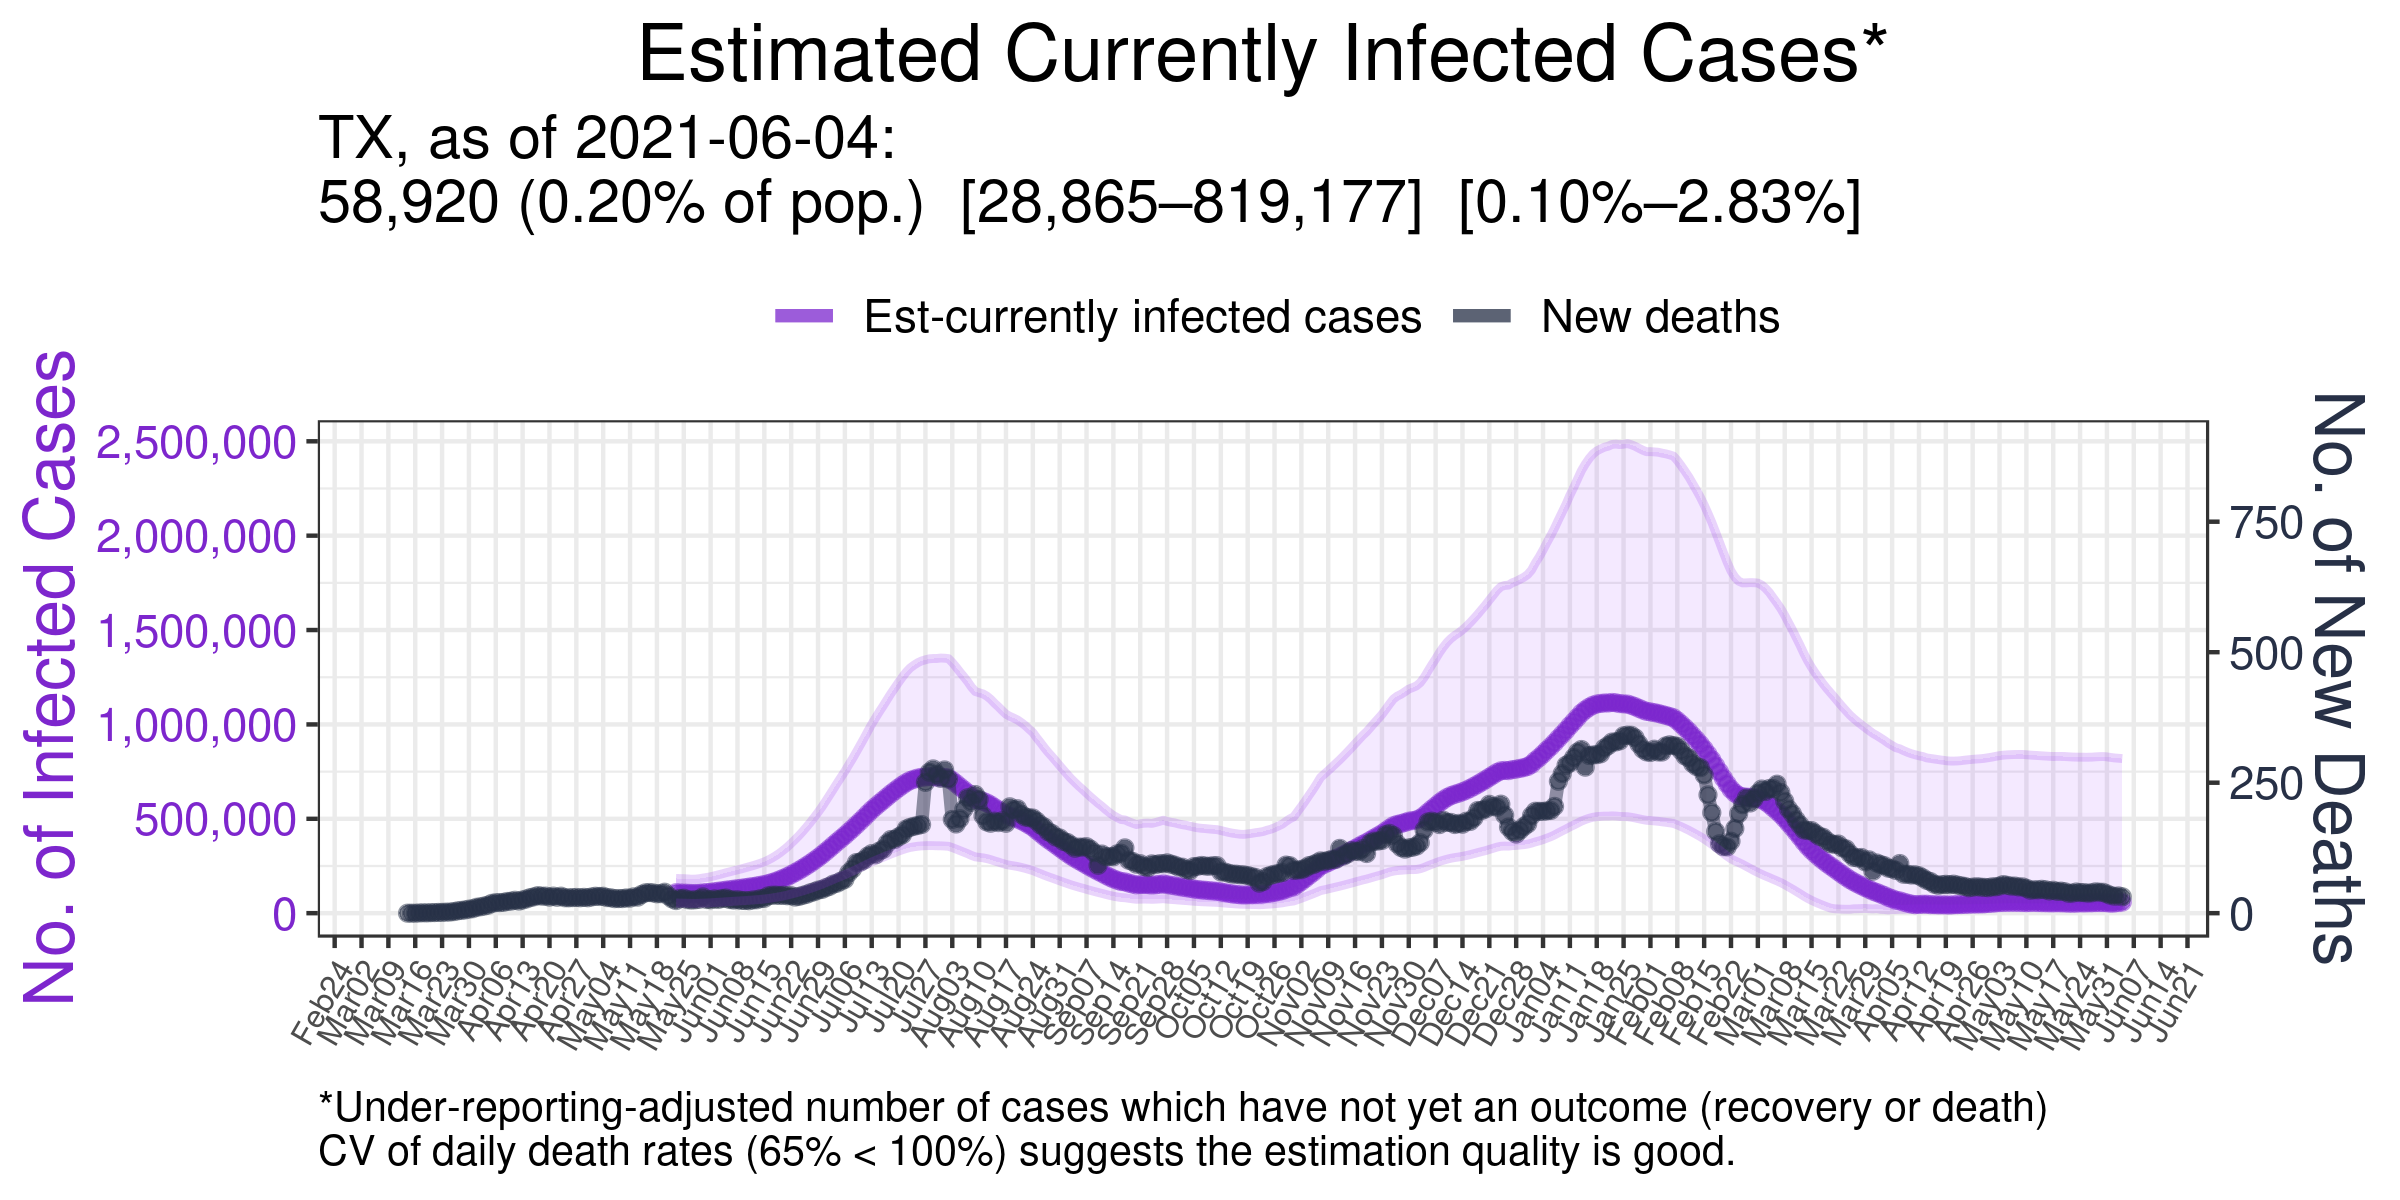 Estimated Currently Infected Cases*
TX, as of 2021-06-04:
58,920 (0.20% of pop.)  [28,865–819,177]  [0.10%–2.83%]
Est-currently infected cases
New deaths
No. of Infected Cases
2,500,000
2,000,000
1,500,000
1,000,000
500,000
0
No. of New Deaths
750
500
250
0
Feb24
Mar02
Mar09
Mar16
Mar23
Mar30
Apr06
Apr13
Apr20
Apr27
May04
May11
May18
May25
Jun01
Jun08
Jun15
Jun22
Jun29
Jul06
Jul13
Jul20
Jul27
Aug03
Aug10
Aug17
Aug24
Aug31
Sep07
Sep14
Sep21
Sep28
Oct05
Oct12
Oct19
Oct26
Nov02
Nov09
Nov16
Nov23
Nov30
Dec07
Dec14
Dec21
Dec28
Jan04
Jan11
Jan18
Jan25
Feb01
Feb08
Feb15
Feb22
Mar01
Mar08
Mar15
Mar22
Mar29
Apr05
Apr12
Apr19
Apr26
May03
May10
May17
May24
May31
Jun07
Jun14
Jun21
*Under-reporting-adjusted number of cases which have not yet an outcome (recovery or death)
CV of daily death rates (65% < 100%) suggests the estimation quality is good.